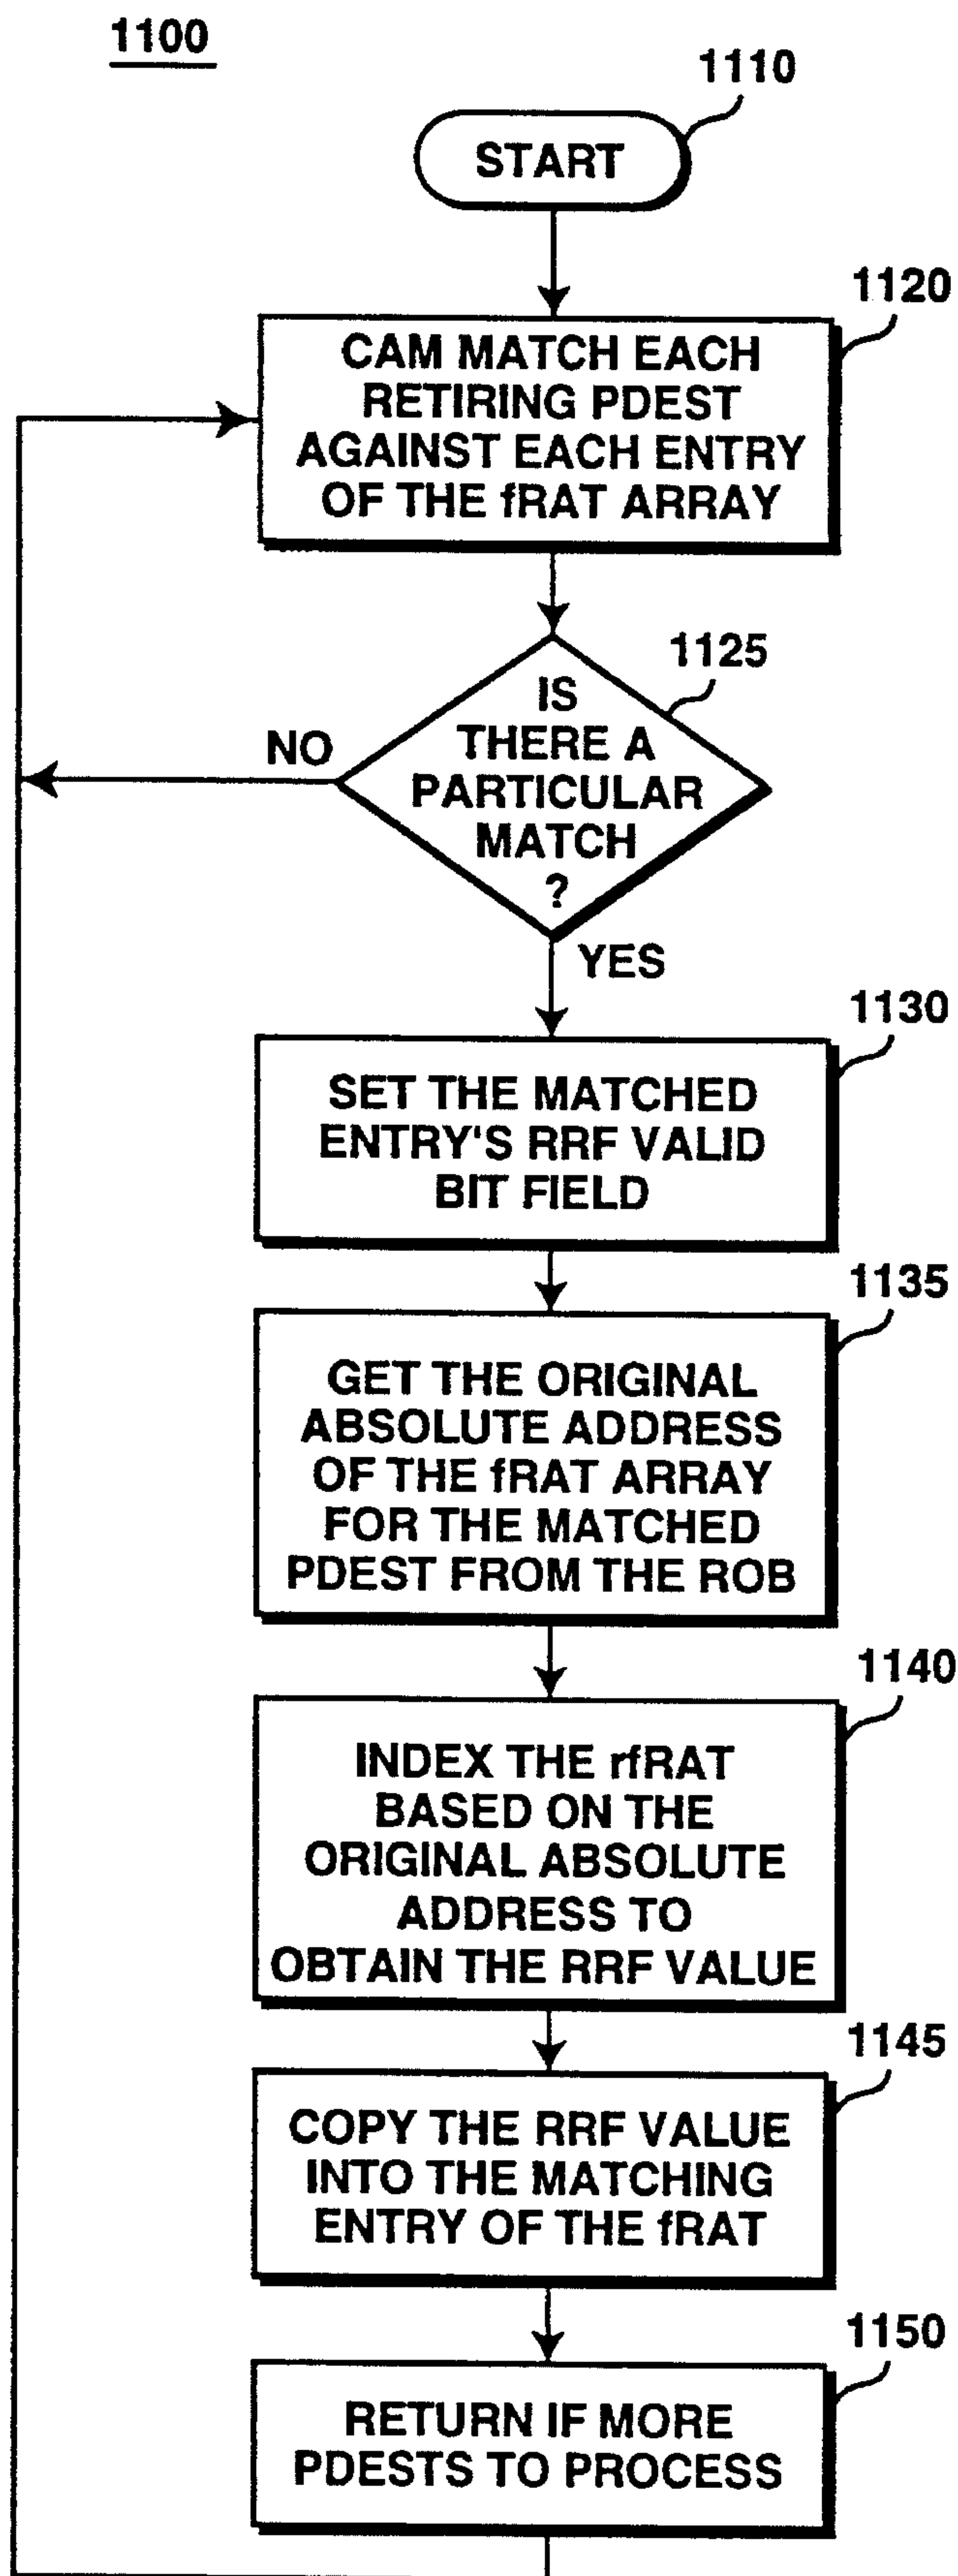 1100
1110
START
1120
CAM MATCH EACH
RETIRING PDEST
AGAINST EACH ENTRY
OF THE fRAT ARRAY
1125
IS
THERE A
PARTICULAR
MATCH
?
NO
YES
1130
SET THE MATCHED
ENTRY'S RRF VALID
BIT FIELD
1135
GET THE ORIGINAL
ABSOLUTE ADDRESS
OF THE fRAT ARRAY
FOR THE MATCHED
PDEST FROM THE ROB
1140
INDEX THE rfRAT
BASED ON THE
ORIGINAL ABSOLUTE
ADDRESS TO
OBTAIN THE RRF VALUE
1145
COPY THE RRF VALUE
INTO THE MATCHING
ENTRY OF THE fRAT
1150
RETURN IF MORE
PDESTS TO PROCESS